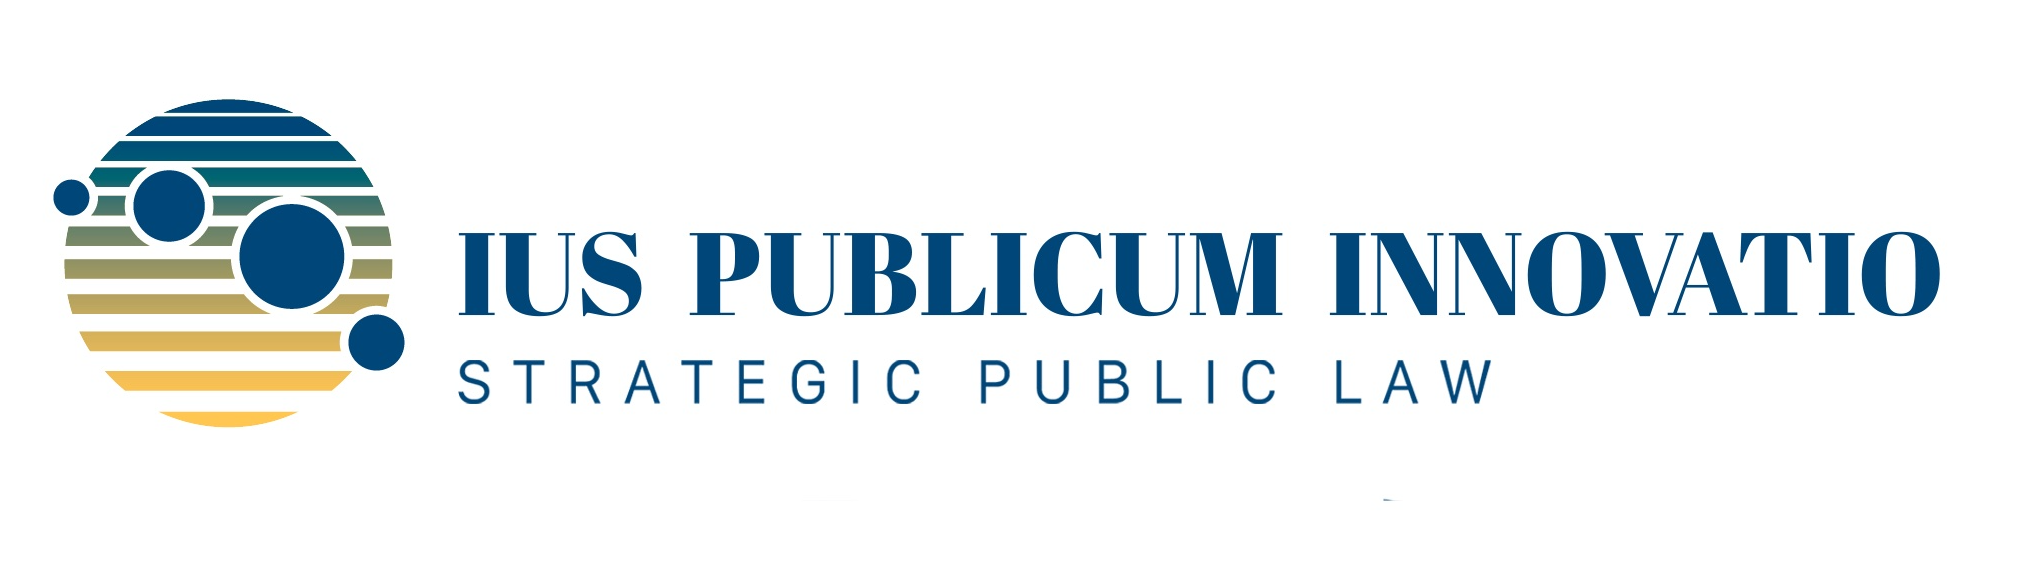 IUS PUBLICUM INNOVATIO
STRATEGIC PUBLIC LAW